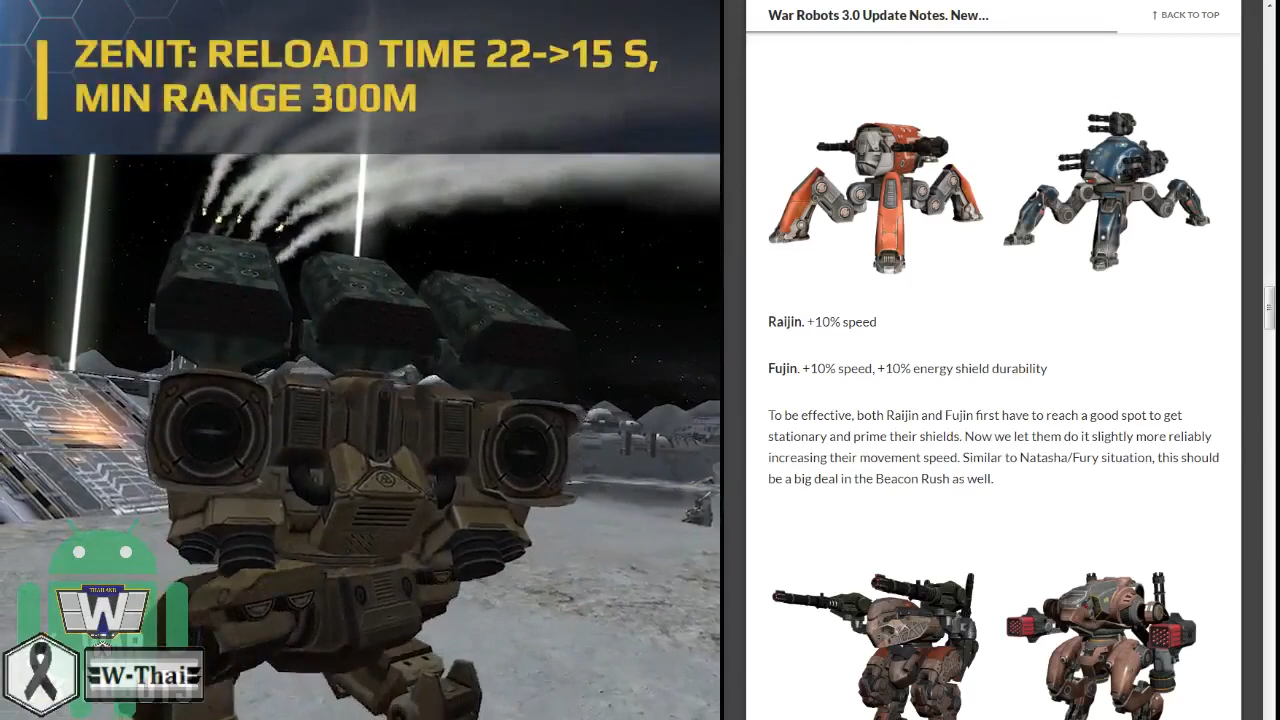 ZENIT: RELOAD TIME 22->15 S,
MIN RANGE 300M
THAILAND
W
W-Thai
War Robots 3.0 Update Notes. New…
↑ BACK TO TOP
Raijin. +10% speed
Fujin. +10% speed, +10% energy shield durability
To be effective, both Raijin and Fujin first have to reach a good spot to get
stationary and prime their shields. Now we let them do it slightly more reliably
increasing their movement speed. Similar to Natasha/Fury situation, this should
be a big deal in the Beacon Rush as well.